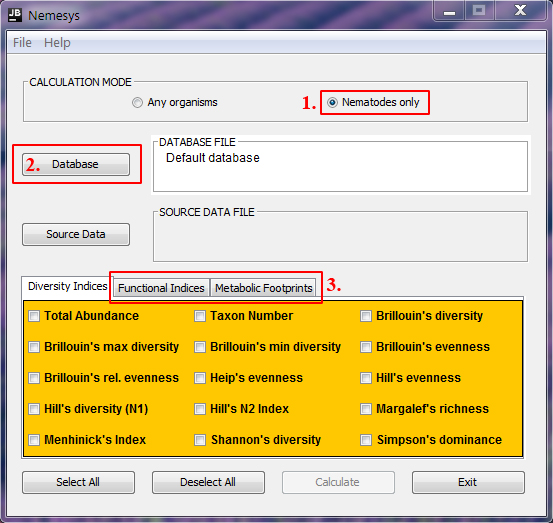 JB Nemesys
File Help
CALCULATION MODE
Any organisms 1. Nematodes only
2. Database
DATABASE FILE
Default database
Source Data
SOURCE DATA FILE
Diversity Indices Functional Indices Metabolic Footprints 3.
Total Abundance Taxon Number Brillouin's diversity
Brillouin's max diversity Brillouin's min diversity Brillouin's evenness
Brillouin's rel. evenness Heip's evenness Hill's evenness
Hill's diversity (N1) Hill's N2 Index Margalef's richness
Menhinick's Index Shannon's diversity Simpson's dominance
Select All Deselect All Calculate Exit